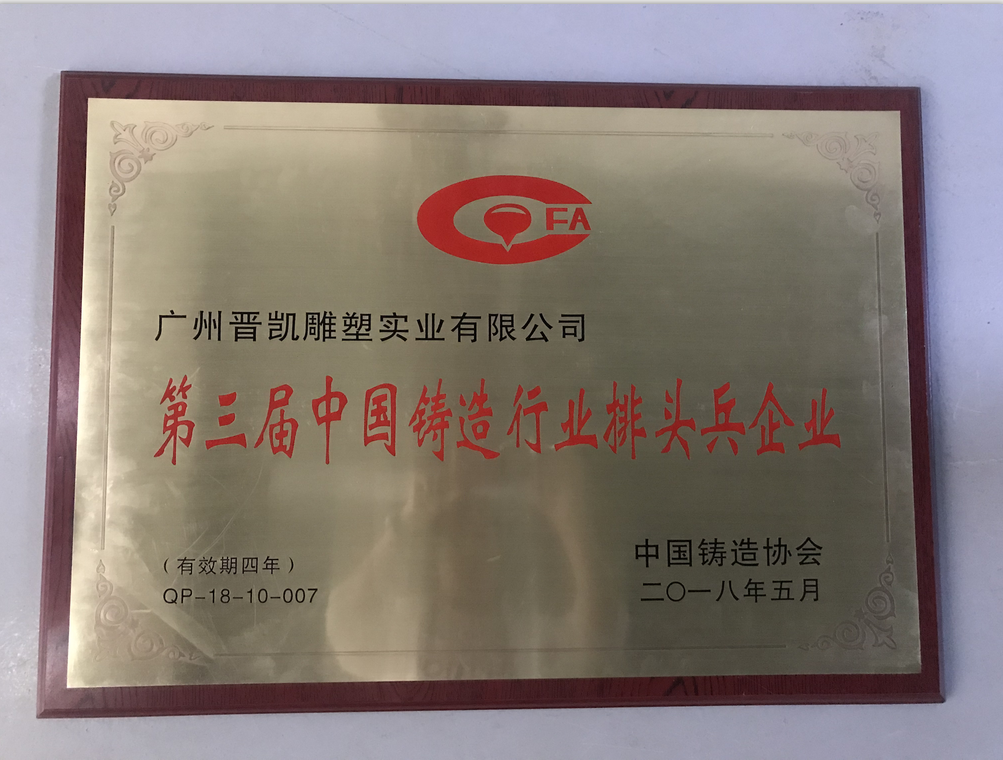 FA
广州晋凯雕塑实业有限公司
第三届中国铸造行业排头兵企业
（有效期四年）
QP-18-10-007
中国铸造协会
二〇一八年五月